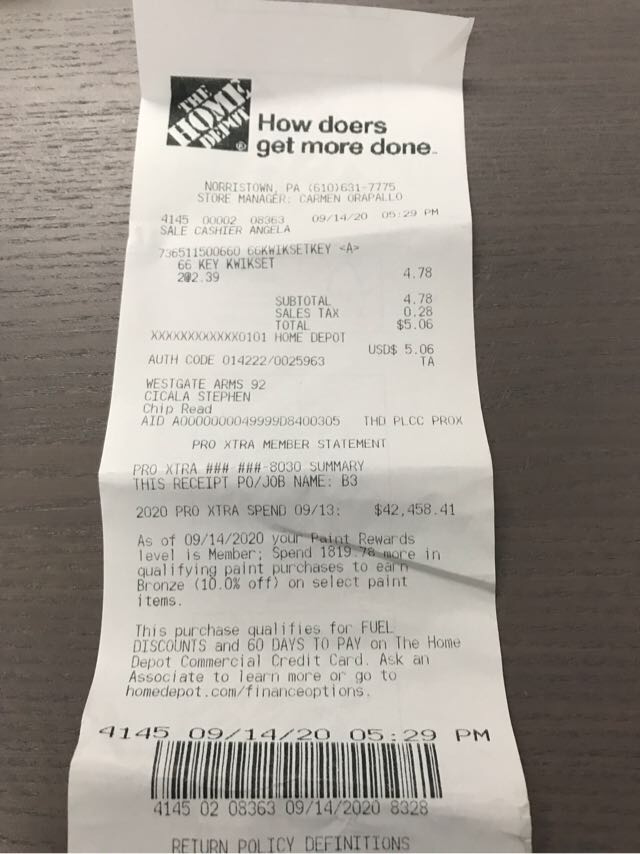 THE
HOME
DEPOT
®
How doers
get more done™
NORRISTOWN, PA (610)631-7775
STORE MANAGER: CARMEN ORAPALLO
4145 00002 08363 09/14/20 05:29 PM
SALE CASHIER ANGELA
736511500660 66KWIKSETKEY <A>
66 KEY KWIKSET
2@2.39 4.78
SUBTOTAL 4.78
SALES TAX 0.28
TOTAL $5.06
XXXXXXXXXXXX0101 HOME DEPOT
USD$ 5.06
AUTH CODE 014222/0025963 TA
WESTGATE ARMS 92
CICALA STEPHEN
Chip Read
AID A0000000049999D8400305 THD PLCC PROX
PRO XTRA MEMBER STATEMENT
PRO XTRA ### ###-8030 SUMMARY
THIS RECEIPT PO/JOB NAME: B3
2020 PRO XTRA SPEND 09/13: $42,458.41
As of 09/14/2020 your Paint Rewards
level is Member; Spend 1819.78 more in
qualifying paint purchases to earn
Bronze (10.0% off) on select paint
items.
This purchase qualifies for FUEL
DISCOUNTS and 60 DAYS TO PAY on The Home
Depot Commercial Credit Card. Ask an
Associate to learn more or go to
homedepot.com/financeoptions.
4145 09/14/20 05:29 PM
4145 02 08363 09/14/2020 8328
RETURN POLICY DEFINITIONS